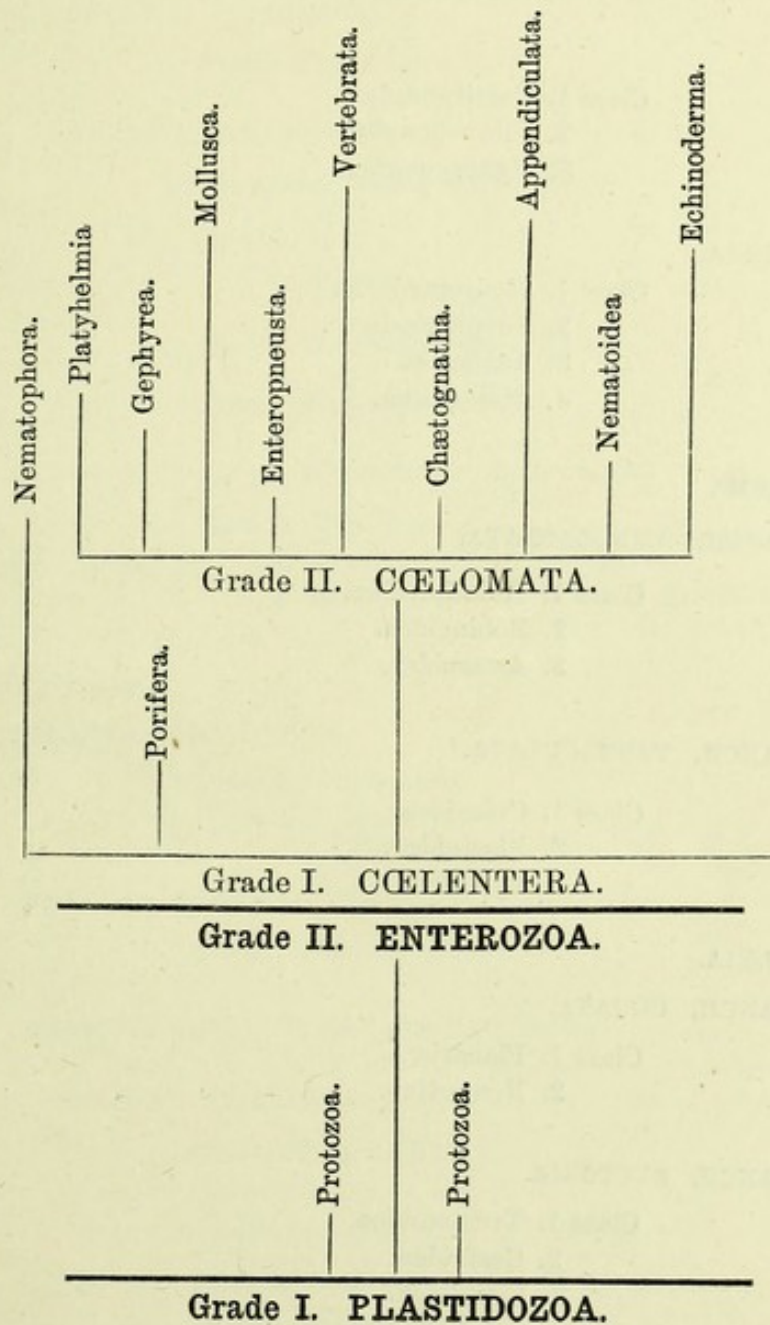 Nematophora.
Platyhelmia
Gephyrea.
Mollusca.
Enteropneusta.
Vertebrata.
Chætognatha.
Appendiculata.
Nematoidea
Echinoderma.
Grade II. CŒLOMATA.
Porifera.
Grade I. CŒLENTERA.
Grade II. ENTEROZOA.
Protozoa.
Protozoa.
Grade I. PLASTIDOZOA.